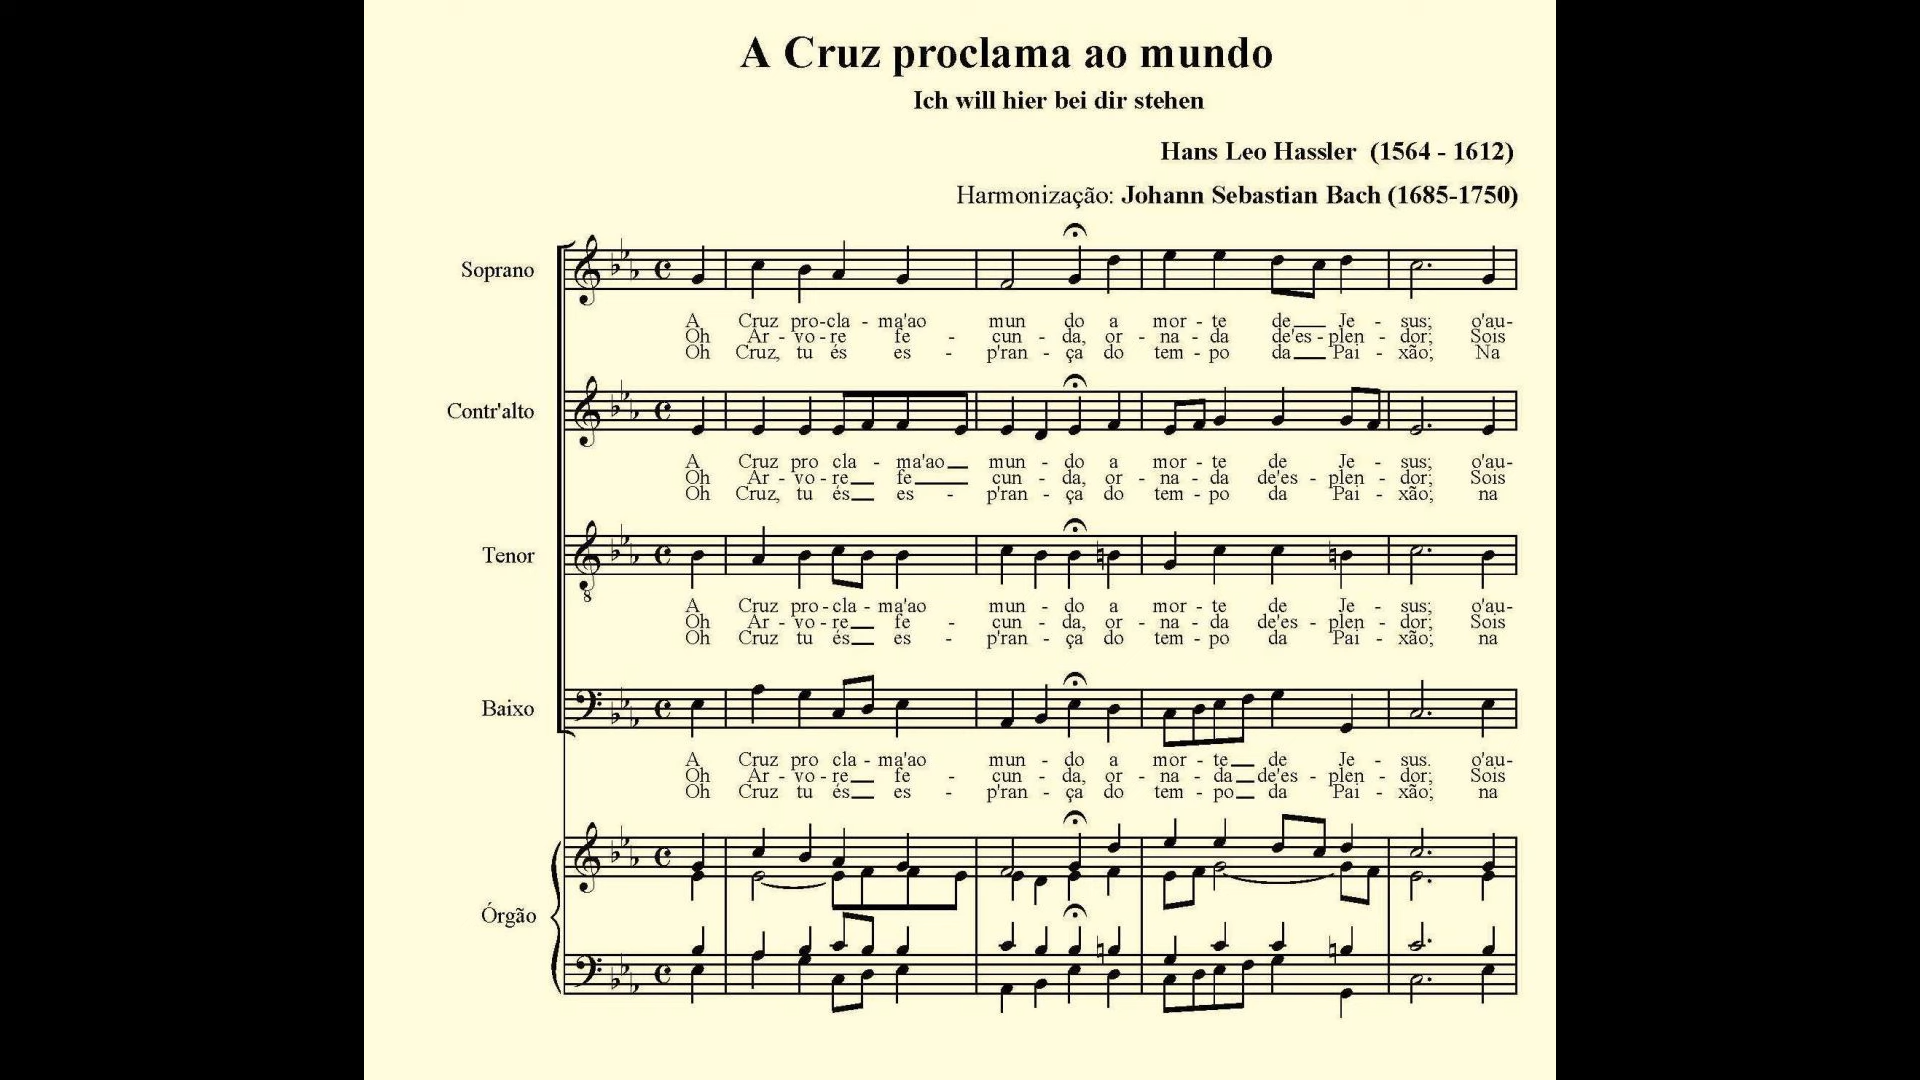 A Cruz proclama ao mundo
Ich will hier bei dir stehen
Hans Leo Hassler (1564 - 1612)
Harmonização: Johann Sebastian Bach (1685-1750)
Soprano
A Cruz pro-cla - ma'ao mun do a mor - te de Je - sus; o'au-
Oh Ar - vo - re fe - cun - da, or - na - da de'es - plen - dor; Sois
Oh Cruz, tu és es - p'ran - ça do tem - po da Pai - xão; Na
Contr'alto
A Cruz pro cla - ma'ao mun - do a mor - te de Je - sus; o'au-
Oh Ar - vo - re fe cun - da, or - na - da de'es - plen - dor; Sois
Oh Cruz, tu és es - p'ran - ça do tem - po da Pai - xão; na
Tenor
8
A Cruz pro - cla - ma'ao mun - do a mor - te de Je - sus; o'au-
Oh Ar - vo - re fe - cun - da, or - na - da de'es - plen - dor; Sois
Oh Cruz tu és es - p'ran - ça do tem - po da Pai - xão; na
Baixo
A Cruz pro cla - ma'ao mun - do a mor - te de Je - sus. o'au-
Oh Ar - vo - re fe - cun - da, or - na - da de'es - plen - dor; Sois
Oh Cruz tu és es - p'ran - ça do tem - po da Pai - xão; na
Órgão